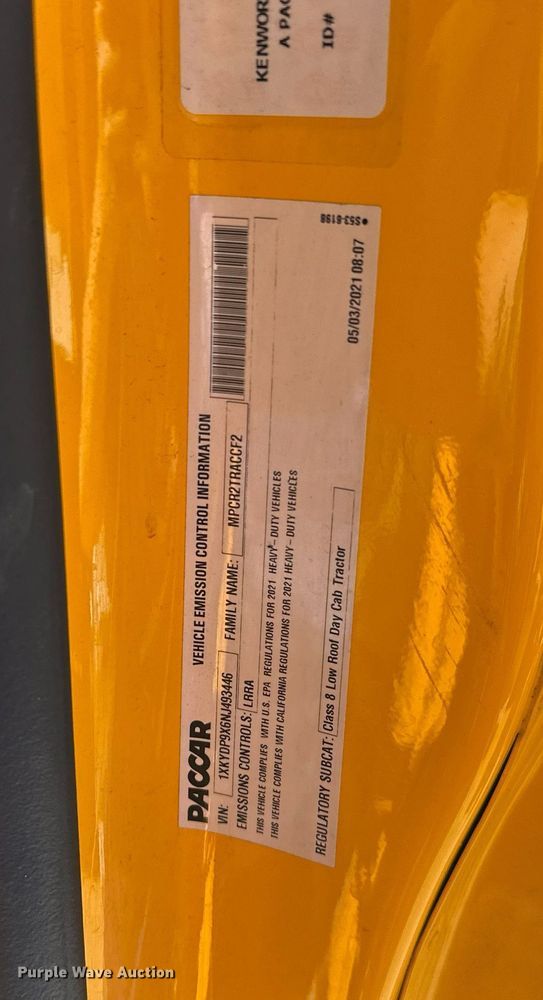 KENWOR
A PAC
ID#
S53-6198
PACCAR VEHICLE EMISSION CONTROL INFORMATION
VIN: 1XKYDP9X6NJ493446 FAMILY NAME: MPCR2TRACCF2
EMISSIONS CONTROLS: LRRA
THIS VEHICLE COMPLIES WITH U.S. EPA REGULATIONS FOR 2021 HEAVY-DUTY VEHICLES
THIS VEHICLE COMPLIES WITH CALIFORNIA REGULATIONS FOR 2021 HEAVY-DUTY VEHICLES
REGULATORY SUBCAT: Class 8 Low Roof Day Cab Tractor
05/03/2021 08:07
Purple Wave Auction